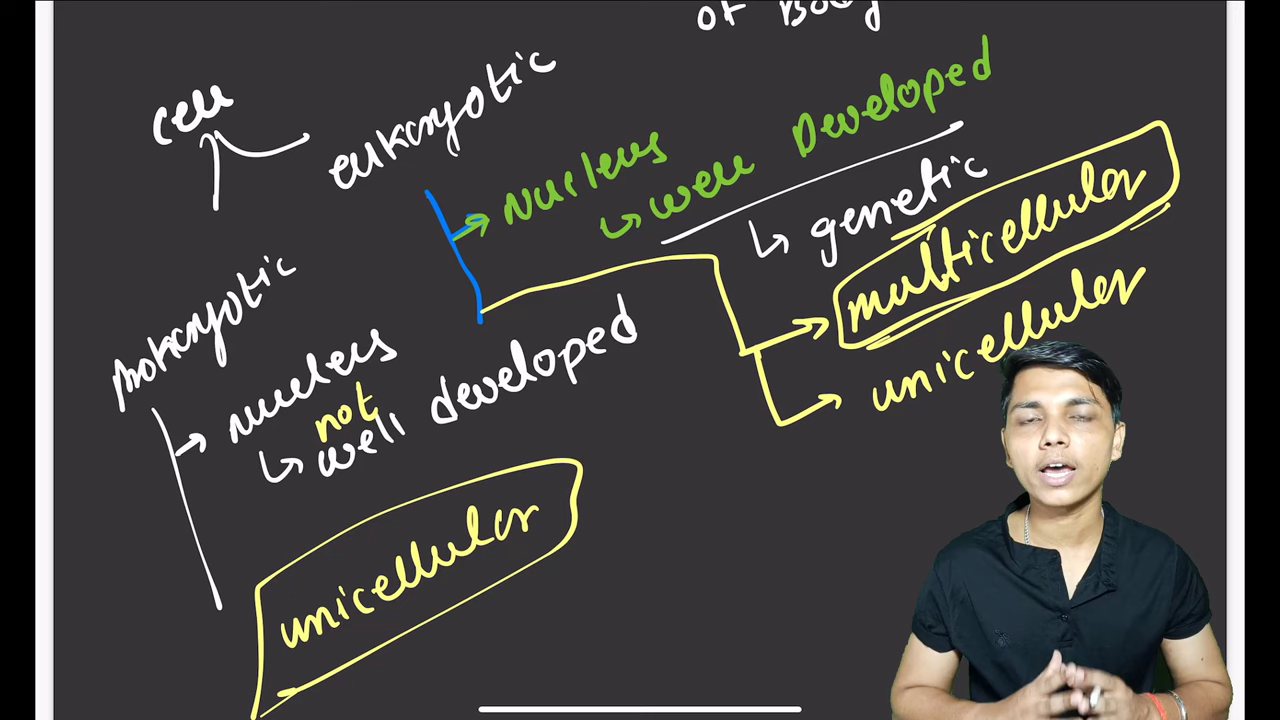 of Body
cell
eukaryotic
Nucleus
↳ well Developed
↳ genetic
multicellular
unicellular
Prokaryotic
nucleus
not
↳ well developed
unicellular